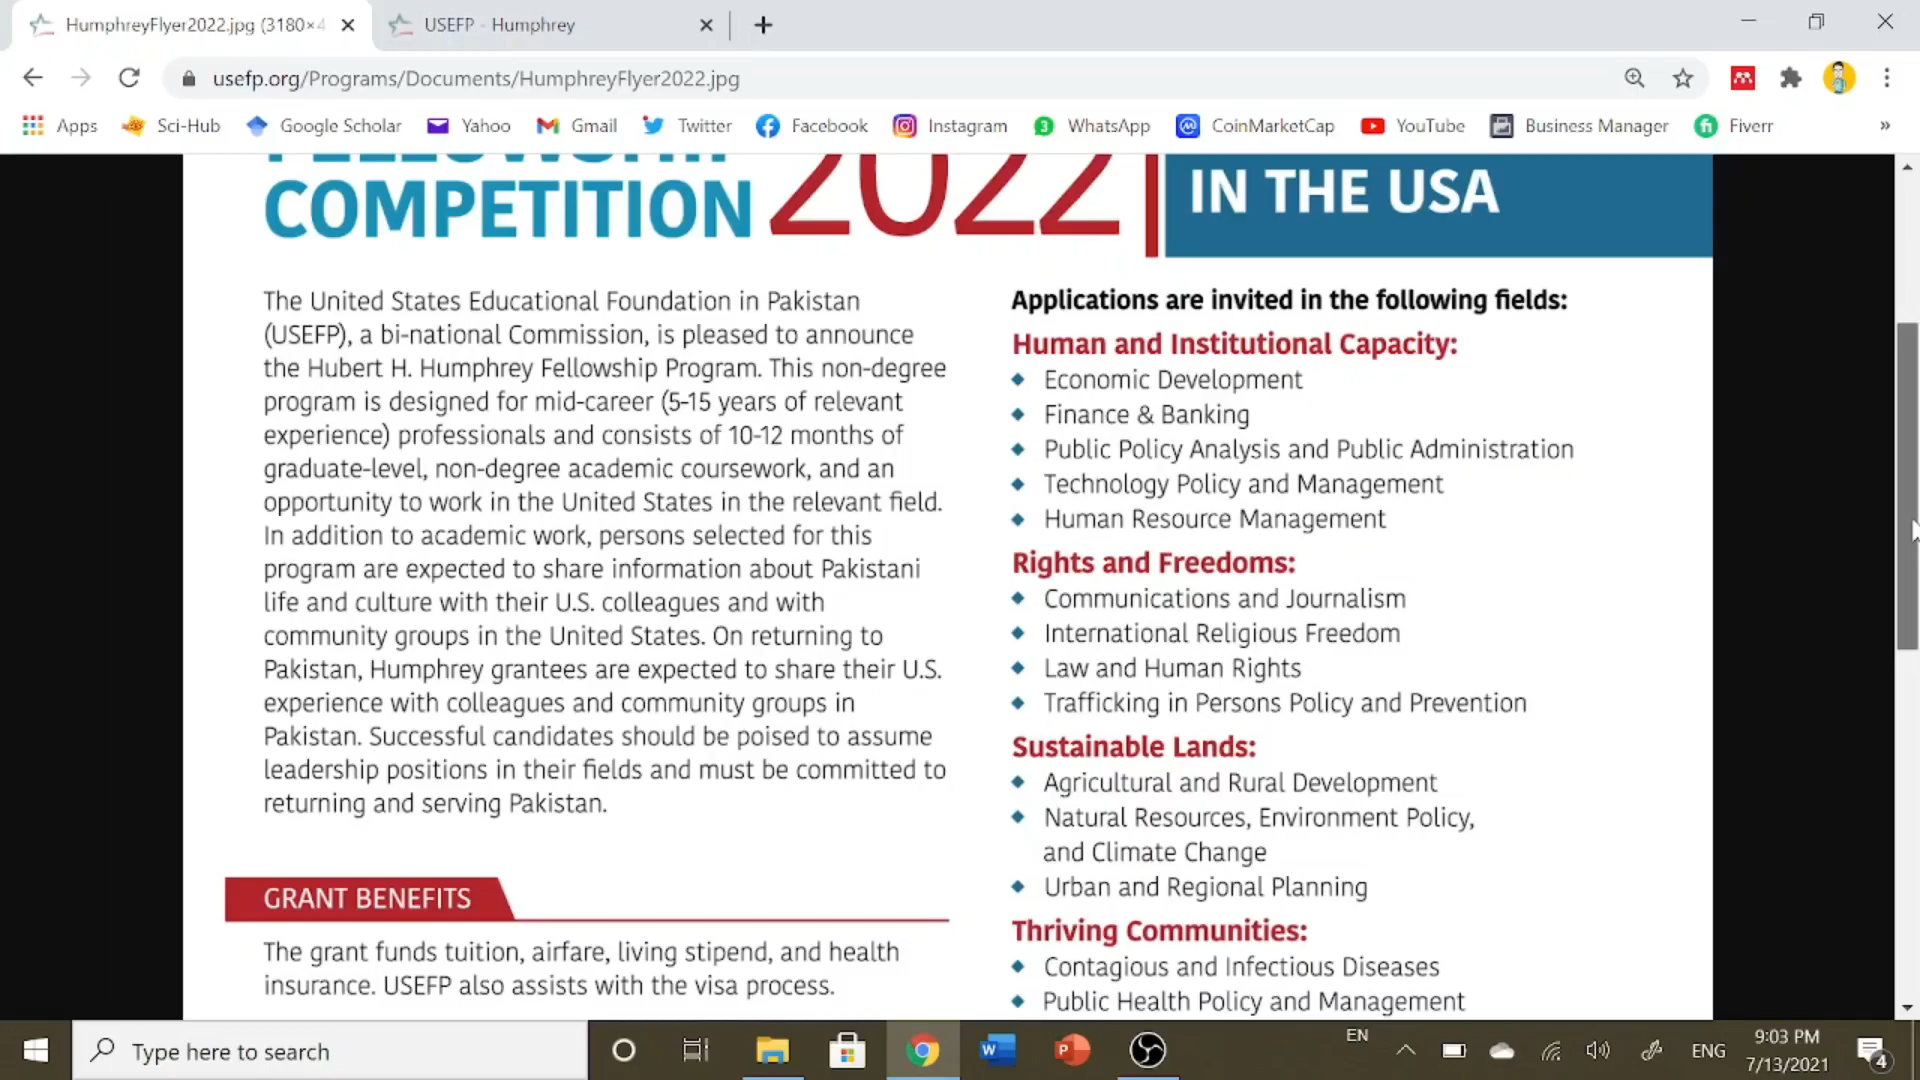 HumphreyFlyer2022.jpg (3180×4
USEFP - Humphrey
usefp.org/Programs/Documents/HumphreyFlyer2022.jpg
Apps
Sci-Hub
Google Scholar
Yahoo
Gmail
Twitter
Facebook
Instagram
3
WhatsApp
CoinMarketCap
YouTube
Business Manager
Fiverr
»
FELLOWSHIP
COMPETITION
2022
IN THE USA
The United States Educational Foundation in Pakistan
(USEFP), a bi-national Commission, is pleased to announce
the Hubert H. Humphrey Fellowship Program. This non-degree
program is designed for mid-career (5-15 years of relevant
experience) professionals and consists of 10-12 months of
graduate-level, non-degree academic coursework, and an
opportunity to work in the United States in the relevant field.
In addition to academic work, persons selected for this
program are expected to share information about Pakistani
life and culture with their U.S. colleagues and with
community groups in the United States. On returning to
Pakistan, Humphrey grantees are expected to share their U.S.
experience with colleagues and community groups in
Pakistan. Successful candidates should be poised to assume
leadership positions in their fields and must be committed to
returning and serving Pakistan.
GRANT BENEFITS
The grant funds tuition, airfare, living stipend, and health
insurance. USEFP also assists with the visa process.
Applications are invited in the following fields:
Human and Institutional Capacity:
Economic Development
Finance & Banking
Public Policy Analysis and Public Administration
Technology Policy and Management
Human Resource Management
Rights and Freedoms:
Communications and Journalism
International Religious Freedom
Law and Human Rights
Trafficking in Persons Policy and Prevention
Sustainable Lands:
Agricultural and Rural Development
Natural Resources, Environment Policy,
and Climate Change
Urban and Regional Planning
Thriving Communities:
Contagious and Infectious Diseases
Public Health Policy and Management
Type here to search
EN
ENG
9:03 PM
7/13/2021
4